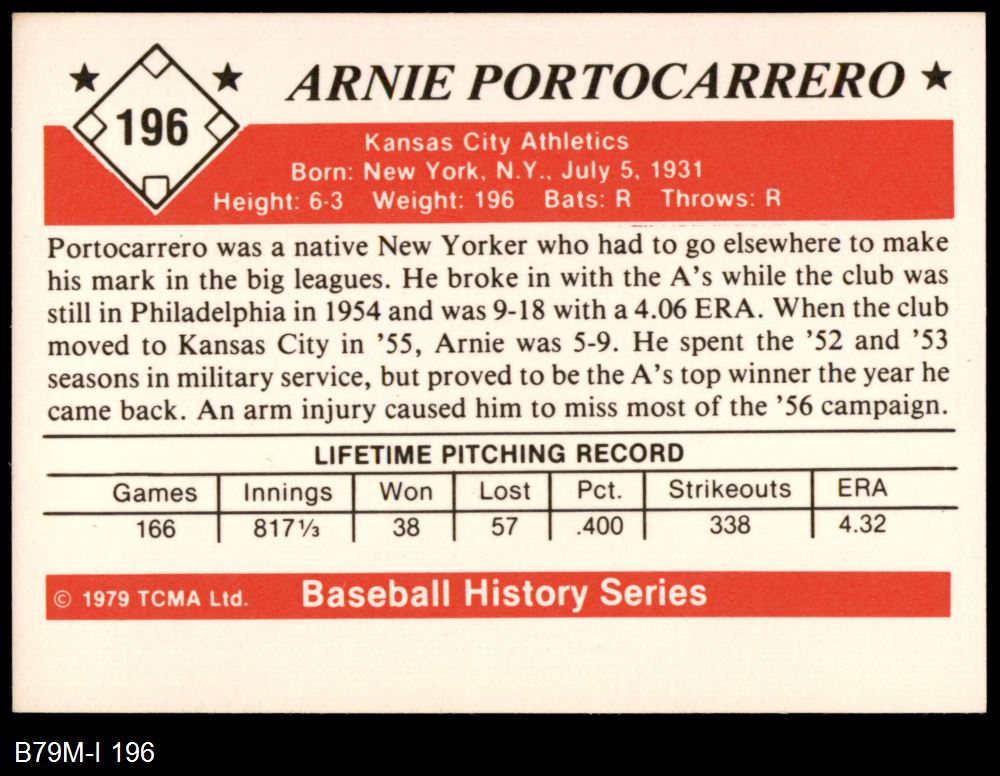 ARNIE PORTOCARRERO
196
Kansas City Athletics
Born: New York, N.Y., July 5, 1931
Height: 6-3 Weight: 196 Bats: R Throws: R
Portocarrero was a native New Yorker who had to go elsewhere to make
his mark in the big leagues. He broke in with the A's while the club was
still in Philadelphia in 1954 and was 9-18 with a 4.06 ERA. When the club
moved to Kansas City in '55, Arnie was 5-9. He spent the '52 and '53
seasons in military service, but proved to be the A's top winner the year he
came back. An arm injury caused him to miss most of the '56 campaign.
LIFETIME PITCHING RECORD
Games Innings Won Lost Pct. Strikeouts ERA
166 817⅓ 38 57 .400 338 4.32
© 1979 TCMA Ltd. Baseball History Series
B79M-I 196